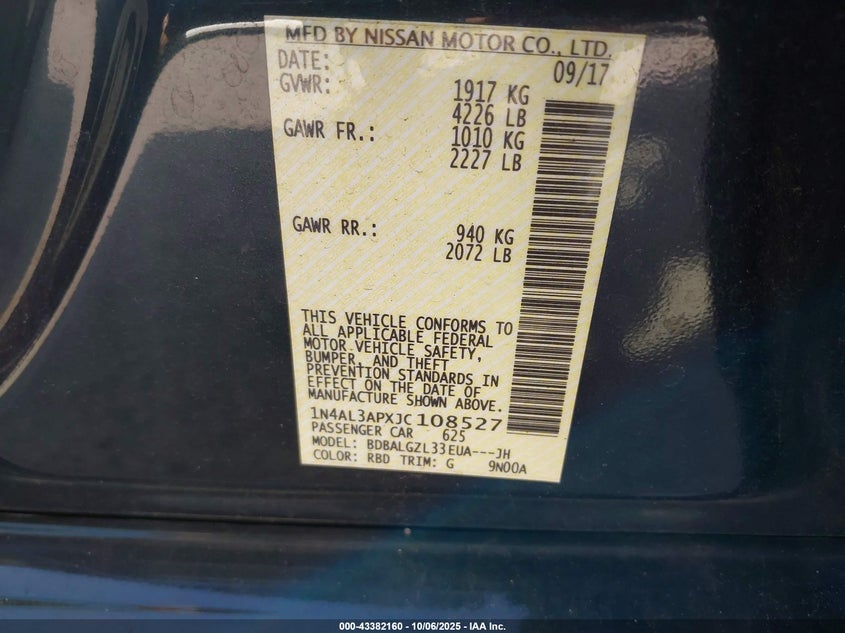 MFD BY NISSAN MOTOR CO., LTD.
DATE: 09/17
GVWR: 1917 KG
4226 LB
GAWR FR.: 1010 KG
2227 LB
GAWR RR.: 940 KG
2072 LB
THIS VEHICLE CONFORMS TO
ALL APPLICABLE FEDERAL
MOTOR VEHICLE SAFETY,
BUMPER, AND THEFT
PREVENTION STANDARDS IN
EFFECT ON THE DATE OF
MANUFACTURE SHOWN ABOVE.
1N4AL3APXJC108527
PASSENGER CAR 625
MODEL: BDBALGZL33EUA---JH
COLOR: RBD TRIM: G 9N00A
000-43382160 - 10/06/2025 - IAA Inc.